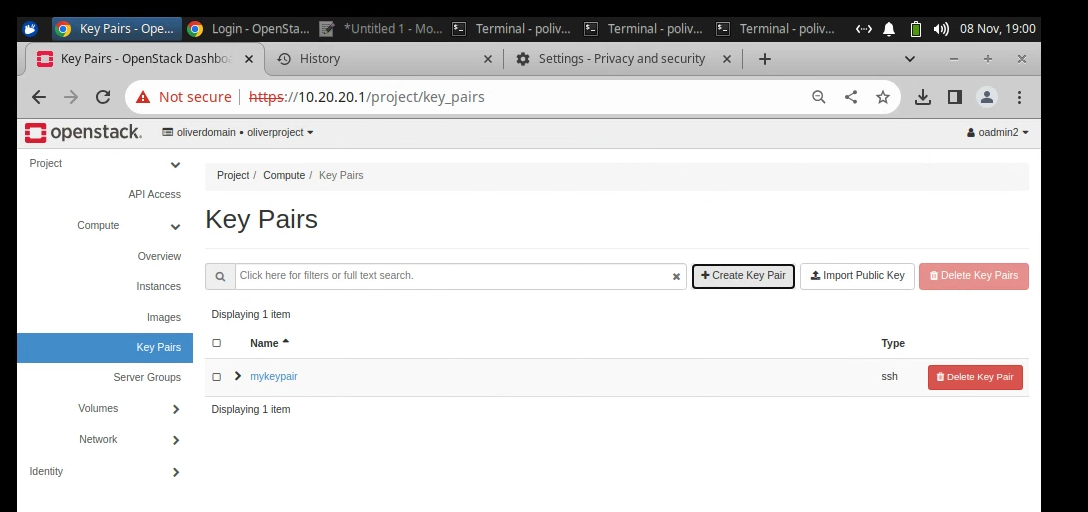 Key Pairs - Ope...
Login - OpenSta...
*Untitled 1 - Mo...
Terminal - poliv...
Terminal - poliv...
Terminal - poliv...
08 Nov, 19:00
Key Pairs - OpenStack Dashbo
History
Settings - Privacy and security
Not secure
https://10.20.20.1/project/key_pairs
openstack.
oliverdomain • oliverproject
oadmin2
Project
API Access
Compute
Overview
Instances
Images
Key Pairs
Server Groups
Volumes
Network
Identity
Project / Compute / Key Pairs
Key Pairs
Click here for filters or full text search.
Create Key Pair
Import Public Key
Delete Key Pairs
Displaying 1 item
Name
Type
mykeypair
ssh
Delete Key Pair
Displaying 1 item